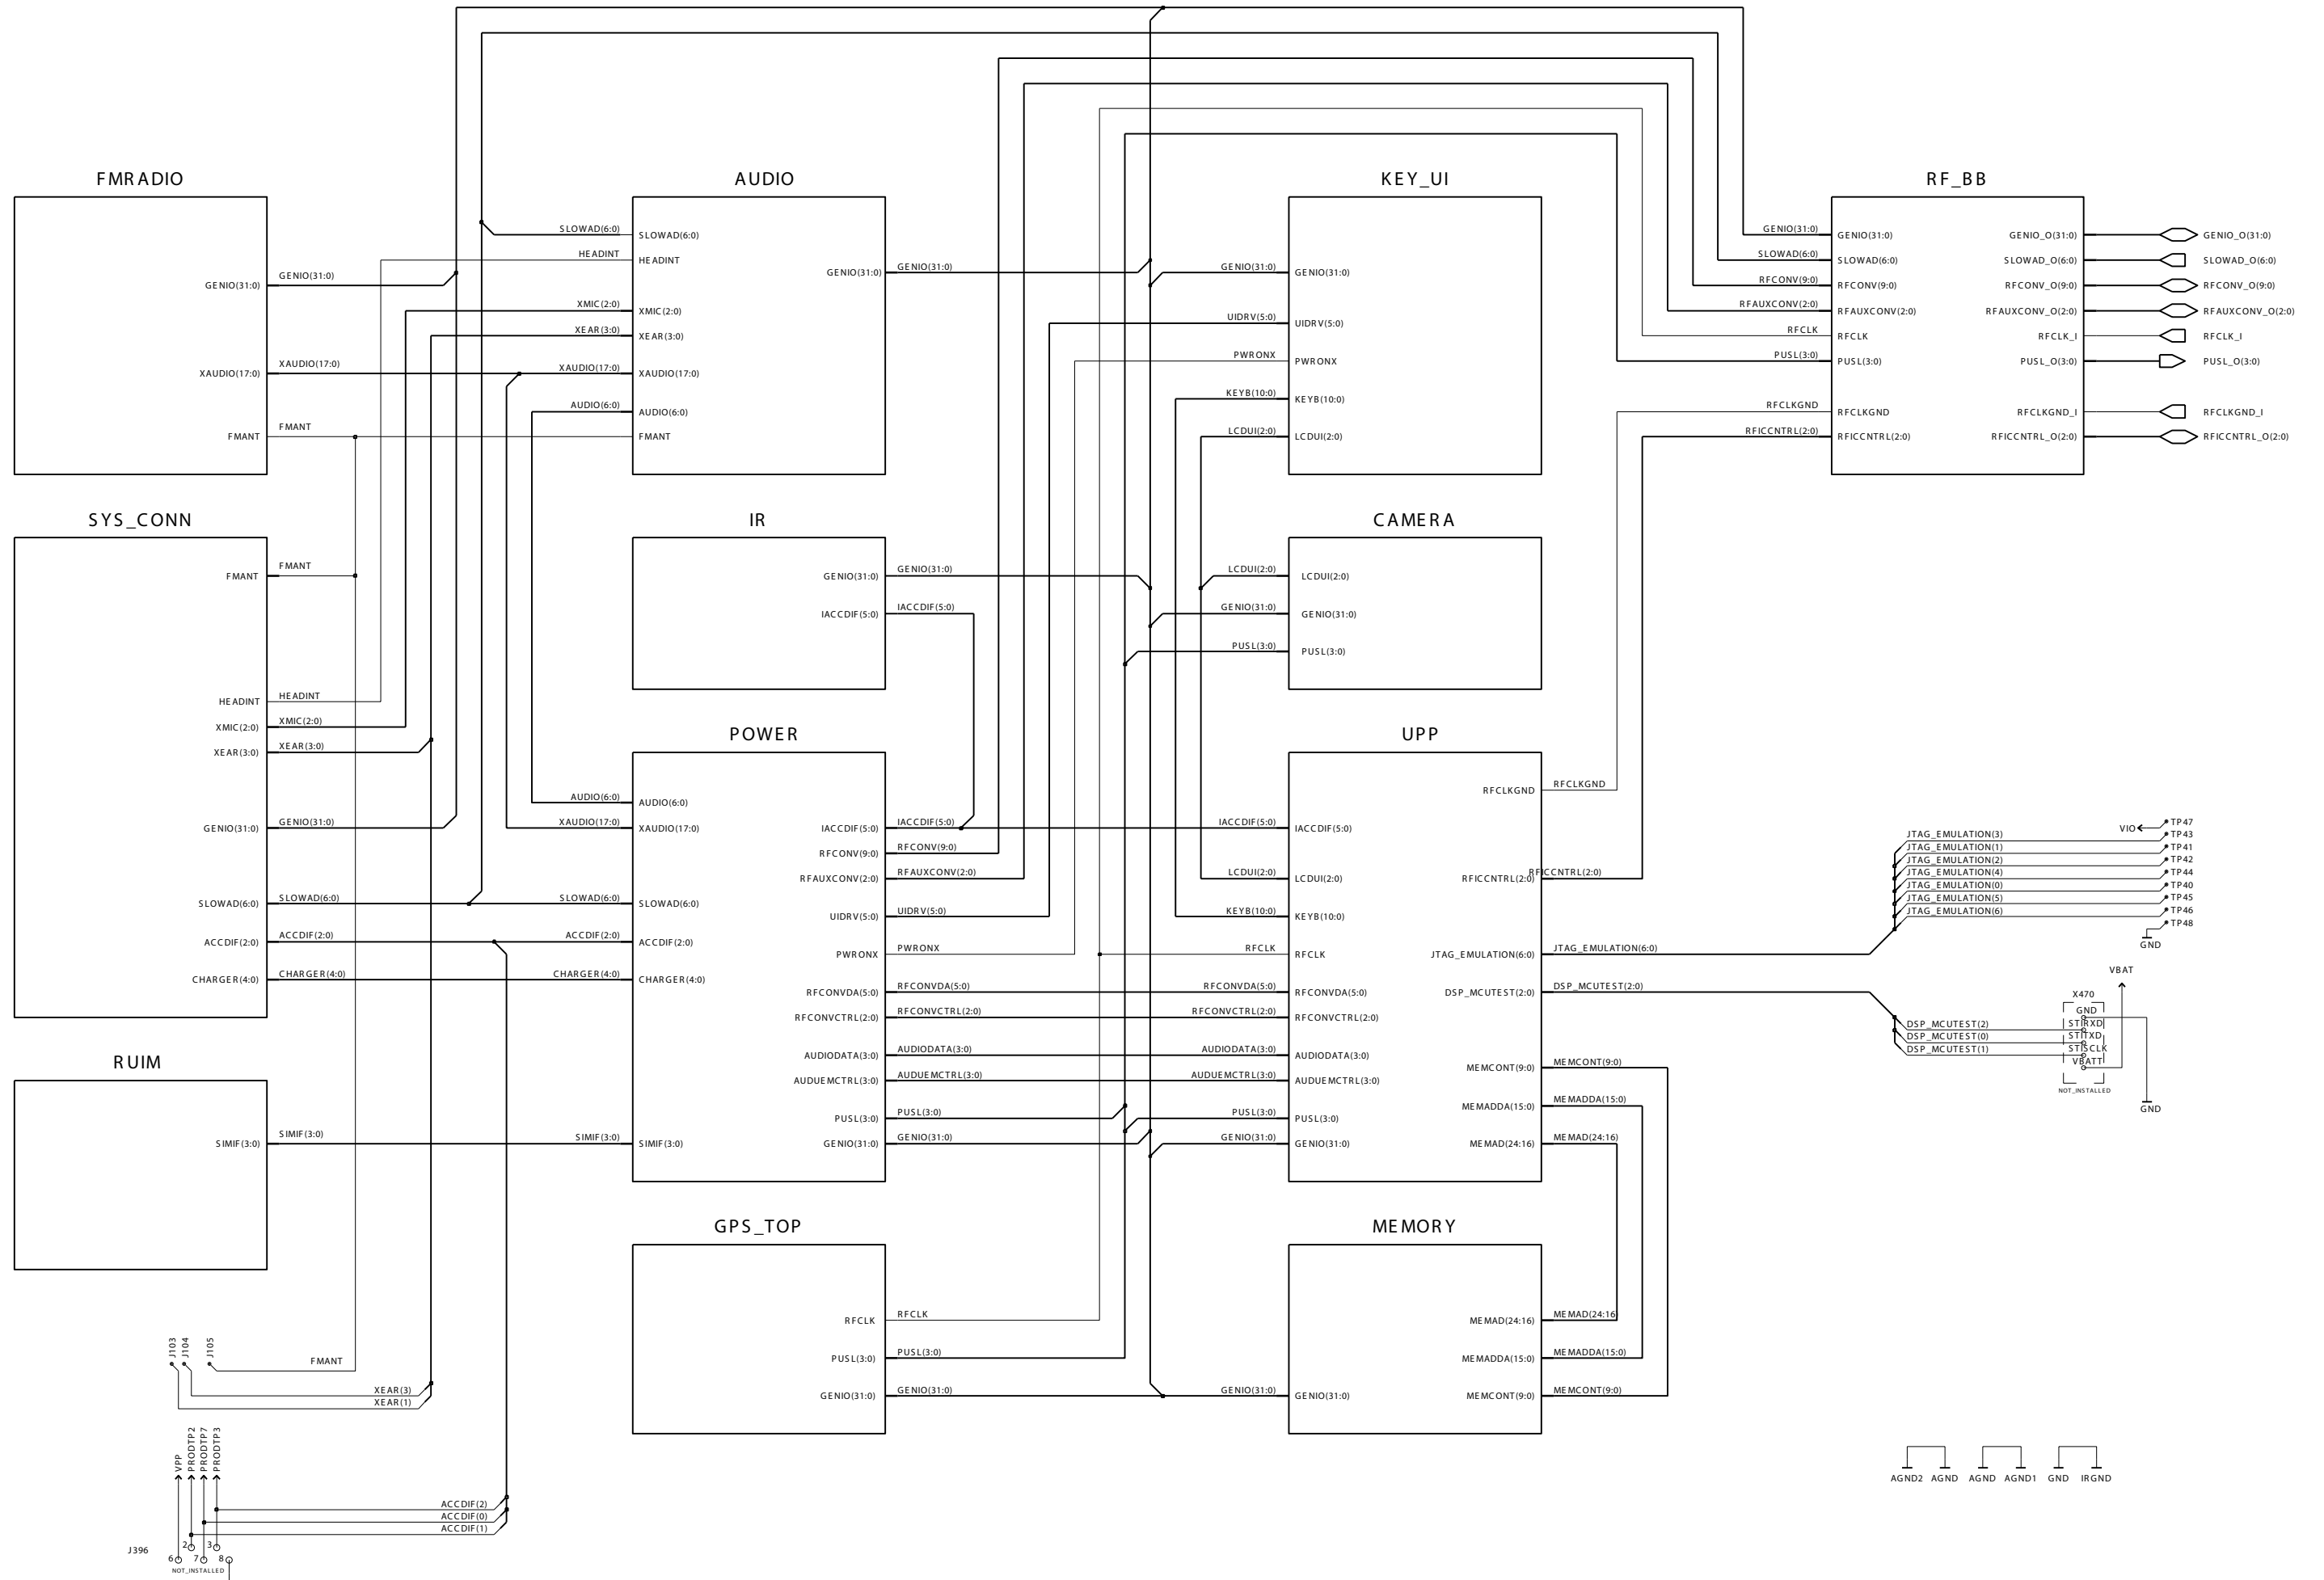 FMRADIO
GENIO(31:0)
GENIO(31:0)
XAUDIO(17:0)
XAUDIO(17:0)
FMANT
FMANT
AUDIO
SLOWAD(6:0)
SLOWAD(6:0)
HEADINT
HEADINT
XMIC(2:0)
XMIC(2:0)
XEAR(3:0)
XEAR(3:0)
XAUDIO(17:0)
XAUDIO(17:0)
AUDIO(6:0)
AUDIO(6:0)
FMANT
GENIO(31:0)
GENIO(31:0)
KEY_UI
GENIO(31:0)
GENIO(31:0)
UIDRV(5:0)
UIDRV(5:0)
PWRONX
PWRONX
KEYB(10:0)
KEYB(10:0)
LCDUI(2:0)
LCDUI(2:0)
RF_BB
GENIO(31:0)
GENIO(31:0)
SLOWAD(6:0)
SLOWAD(6:0)
RFCONV(9:0)
RFCONV(9:0)
RFAUXCONV(2:0)
RFAUXCONV(2:0)
RFCLK
RFCLK
PUSL(3:0)
PUSL(3:0)
RFCLKGND
RFCLKGND
RFICCNTRL(2:0)
RFICCNTRL(2:0)
GENIO_O(31:0)
GENIO_O(31:0)
SLOWAD_O(6:0)
SLOWAD_O(6:0)
RFCONV_O(9:0)
RFCONV_O(9:0)
RFAUXCONV_O(2:0)
RFAUXCONV_O(2:0)
RFCLK_I
RFCLK_I
PUSL_O(3:0)
PUSL_O(3:0)
RFCLKGND_I
RFCLKGND_I
RFICCNTRL_O(2:0)
RFICCNTRL_O(2:0)
SYS_CONN
FMANT
FMANT
HEADINT
HEADINT
XMIC(2:0)
XMIC(2:0)
XEAR(3:0)
XEAR(3:0)
GENIO(31:0)
GENIO(31:0)
SLOWAD(6:0)
SLOWAD(6:0)
ACCDIF(2:0)
ACCDIF(2:0)
CHARGER(4:0)
CHARGER(4:0)
IR
GENIO(31:0)
GENIO(31:0)
IACCDIF(5:0)
IACCDIF(5:0)
CAMERA
LCDUI(2:0)
LCDUI(2:0)
GENIO(31:0)
GENIO(31:0)
PUSL(3:0)
PUSL(3:0)
POWER
AUDIO(6:0)
AUDIO(6:0)
XAUDIO(17:0)
SLOWAD(6:0)
SLOWAD(6:0)
ACCDIF(2:0)
ACCDIF(2:0)
CHARGER(4:0)
CHARGER(4:0)
SIMIF(3:0)
SIMIF(3:0)
IACCDIF(5:0)
IACCDIF(5:0)
RFCONV(9:0)
RFCONV(9:0)
RFAUXCONV(2:0)
RFAUXCONV(2:0)
UIDRV(5:0)
UIDRV(5:0)
PWRONX
PWRONX
RFCONVDA(5:0)
RFCONVDA(5:0)
RFCONVCTRL(2:0)
RFCONVCTRL(2:0)
AUDIODATA(3:0)
AUDIODATA(3:0)
AUDUEMCTRL(3:0)
AUDUEMCTRL(3:0)
PUSL(3:0)
PUSL(3:0)
GENIO(31:0)
GENIO(31:0)
UPP
IACCDIF(5:0)
IACCDIF(5:0)
LCDUI(2:0)
LCDUI(2:0)
KEYB(10:0)
KEYB(10:0)
RFCLK
RFCLK
RFCONVDA(5:0)
RFCONVDA(5:0)
RFCONVCTRL(2:0)
RFCONVCTRL(2:0)
AUDIODATA(3:0)
AUDIODATA(3:0)
AUDUEMCTRL(3:0)
AUDUEMCTRL(3:0)
PUSL(3:0)
PUSL(3:0)
GENIO(31:0)
GENIO(31:0)
RFCLKGND
RFCLKGND
RFICCNTRL(2:0)
RFICCNTRL(2:0)
JTAG_EMULATION(6:0)
JTAG_EMULATION(6:0)
DSP_MCUTEST(2:0)
DSP_MCUTEST(2:0)
MEMCONT(9:0)
MEMCONT(9:0)
MEMADDA(15:0)
MEMADDA(15:0)
MEMAD(24:16)
MEMAD(24:16)
VIO
TP47
JTAG_EMULATION(3)
TP43
JTAG_EMULATION(1)
TP41
JTAG_EMULATION(2)
TP42
JTAG_EMULATION(4)
TP44
JTAG_EMULATION(0)
TP40
JTAG_EMULATION(5)
TP45
JTAG_EMULATION(6)
TP46
TP48
GND
VBAT
X470
GND
DSP_MCUTEST(2)
STIRXD
DSP_MCUTEST(0)
STITXD
DSP_MCUTEST(1)
STISCLK
VBATT
NOT_INSTALLED
GND
RUIM
SIMIF(3:0)
SIMIF(3:0)
GPS_TOP
RFCLK
RFCLK
PUSL(3:0)
PUSL(3:0)
GENIO(31:0)
GENIO(31:0)
MEMORY
GENIO(31:0)
GENIO(31:0)
MEMAD(24:16)
MEMAD(24:16)
MEMADDA(15:0)
MEMADDA(15:0)
MEMCONT(9:0)
MEMCONT(9:0)
J103
J104
J105
FMANT
XEAR(3)
XEAR(1)
VPP
PRODTP2
PRODTP7
PRODTP3
ACCDIF(2)
ACCDIF(0)
ACCDIF(1)
J396
2
3
6
7
8
NOT_INSTALLED
AGND2
AGND
AGND
AGND1
GND
IRGND
XAUDIO(17:0)